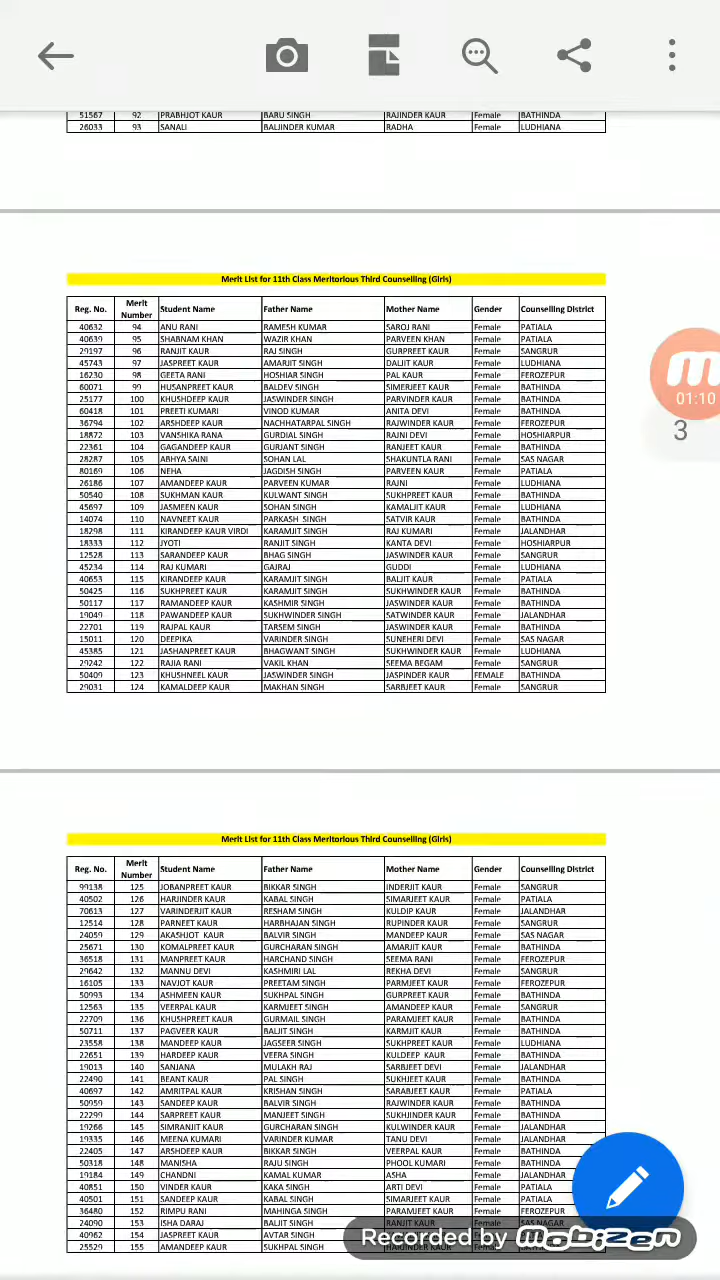 51567 92 PRABHJOT KAUR BARU SINGH RAJINDER KAUR Female BATHINDA
26033 93 SANALI BALJINDER KUMAR RADHA Female LUDHIANA
Merit List for 11th Class Meritorious Third Counselling (Girls)
Reg. No. Merit Number Student Name Father Name Mother Name Gender Counselling District
40632 94 ANU RANI RAMESH KUMAR SAROJ RANI Female PATIALA
40639 95 SHABNAM KHAN WAZIR KHAN PARVEEN KHAN Female PATIALA
29197 96 RANJIT KAUR RAJ SINGH GURPREET KAUR Female SANGRUR
45743 97 JASPREET KAUR AMARJIT SINGH DALJIT KAUR Female LUDHIANA
16230 98 GEETA RANI HOSHIAR SINGH PAL KAUR Female FEROZEPUR
60071 99 HUSANPREET KAUR BALDEV SINGH SIMERJEET KAUR Female BATHINDA
25177 100 KHUSHDEEP KAUR JASWINDER SINGH PARVINDER KAUR Female BATHINDA
60418 101 PREETI KUMARI VINOD KUMAR ANITA DEVI Female BATHINDA
36794 102 ARSHDEEP KAUR NACHHATARPAL SINGH RAJWINDER KAUR Female FEROZEPUR
18872 103 VANSHIKA RANA GURDIAL SINGH RAJNI DEVI Female HOSHIARPUR
22361 104 GAGANDEEP KAUR GURJANT SINGH RANJEET KAUR Female BATHINDA
28287 105 ABHYA SAINI SOHAN LAL SHAKUNTLA RANI Female SAS NAGAR
80169 106 NEHA JAGDISH SINGH PARVEEN KAUR Female PATIALA
26186 107 AMANDEEP KAUR PARVEEN KUMAR RAJNI Female LUDHIANA
50540 108 SUKHMAN KAUR KULWANT SINGH SUKHPREET KAUR Female BATHINDA
45697 109 JASMEEN KAUR SOHAN SINGH KAMALJIT KAUR Female LUDHIANA
14074 110 NAVNEET KAUR PARKASH SINGH SATVIR KAUR Female BATHINDA
18298 111 KIRANDEEP KAUR VIRDI KARAMJIT SINGH RAJ KUMARI Female JALANDHAR
18333 112 JYOTI RANJIT SINGH KANTA DEVI Female HOSHIARPUR
12528 113 SARANDEEP KAUR BHAG SINGH JASWINDER KAUR Female SANGRUR
45234 114 RAJ KUMARI GAJRAJ GUDDI Female LUDHIANA
40653 115 KIRANDEEP KAUR KARAMJIT SINGH BALJIT KAUR Female PATIALA
50425 116 SUKHPREET KAUR KARAMJIT SINGH SUKHWINDER KAUR Female BATHINDA
50117 117 RAMANDEEP KAUR KASHMIR SINGH JASWINDER KAUR Female BATHINDA
19049 118 PAWANDEEP KAUR SUKHWINDER SINGH SATWINDER KAUR Female JALANDHAR
22701 119 RAJPAL KAUR TARSEM SINGH JASWINDER KAUR Female BATHINDA
15011 120 DEEPIKA VARINDER SINGH SUNEHERI DEVI Female SAS NAGAR
45385 121 JASHANPREET KAUR BHAGWANT SINGH SUKHWINDER KAUR Female LUDHIANA
29242 122 RAJIA RANI VAKIL KHAN SEEMA BEGAM Female SANGRUR
50409 123 KHUSHNEEL KAUR JASWINDER SINGH JASPINDER KAUR FEMALE BATHINDA
29031 124 KAMALDEEP KAUR MAKHAN SINGH SARBJEET KAUR Female SANGRUR
01:10
3
Merit List for 11th Class Meritorious Third Counselling (Girls)
Reg. No. Merit Number Student Name Father Name Mother Name Gender Counselling District
99138 125 JOBANPREET KAUR BIKKAR SINGH INDERJIT KAUR Female SANGRUR
40502 126 HARJINDER KAUR KABAL SINGH SIMARJEET KAUR Female PATIALA
70613 127 VARINDERJIT KAUR RESHAM SINGH KULDIP KAUR Female JALANDHAR
12514 128 PARNEET KAUR HARBHAJAN SINGH RUPINDER KAUR Female SANGRUR
24059 129 AKASHJOT KAUR BALVIR SINGH MANDEEP KAUR Female SAS NAGAR
25671 130 KOMALPREET KAUR GURCHARAN SINGH AMARJIT KAUR Female BATHINDA
36518 131 MANPREET KAUR HARCHAND SINGH SEEMA RANI Female FEROZEPUR
29642 132 MANNU DEVI KASHMIRI LAL REKHA DEVI Female SANGRUR
16105 133 NAVJOT KAUR PREETAM SINGH PARMJEET KAUR Female FEROZEPUR
50993 134 ASHMEEN KAUR SUKHPAL SINGH GURPREET KAUR Female BATHINDA
12563 135 VEERPAL KAUR KARMJEET SINGH AMANDEEP KAUR Female SANGRUR
22709 136 KHUSHPREET KAUR GURMAIL SINGH PARAMJEET KAUR Female BATHINDA
50711 137 PAGVEER KAUR BALJIT SINGH KARMJIT KAUR Female BATHINDA
23558 138 MANDEEP KAUR JAGSEER SINGH SUKHPREET KAUR Female LUDHIANA
22651 139 HARDEEP KAUR VEERA SINGH KULDEEP KAUR Female BATHINDA
19013 140 SANJANA MULAKH RAJ SARBJEET DEVI Female JALANDHAR
22490 141 BEANT KAUR PAL SINGH SUKHJEET KAUR Female BATHINDA
40697 142 AMRITPAL KAUR KRISHAN SINGH SARABJEET KAUR Female PATIALA
50959 143 SANDEEP KAUR BALVIR SINGH RAJWINDER KAUR Female BATHINDA
22299 144 SARPREET KAUR MANJEET SINGH SUKHJINDER KAUR Female BATHINDA
19266 145 SIMRANJIT KAUR GURCHARAN SINGH KULWINDER KAUR Female JALANDHAR
19335 146 MEENA KUMARI VARINDER KUMAR TANU DEVI Female JALANDHAR
22405 147 ARSHDEEP KAUR BIKKAR SINGH VEERPAL KAUR Female BATHINDA
50318 148 MANISHA RAJU SINGH PHOOL KUMARI Female BATHINDA
19184 149 CHANDNI KAMAL KUMAR ASHA Female JALANDHAR
40851 150 VINDER KAUR KAKA SINGH ARTI DEVI Female PATIALA
40501 151 SANDEEP KAUR KABAL SINGH SIMARJEET KAUR Female PATIALA
36480 152 RIMPU RANI MAHINGA SINGH PARAMJEET KAUR Female FEROZEPUR
24090 153 ISHA DARAJ BALJIT SINGH RANJIT KAUR Female SAS NAGAR
40962 154 JASPREET KAUR AVTAR SINGH
25529 155 AMANDEEP KAUR SUKHPAL SINGH HARJINDER KAUR
Recorded by mobizen